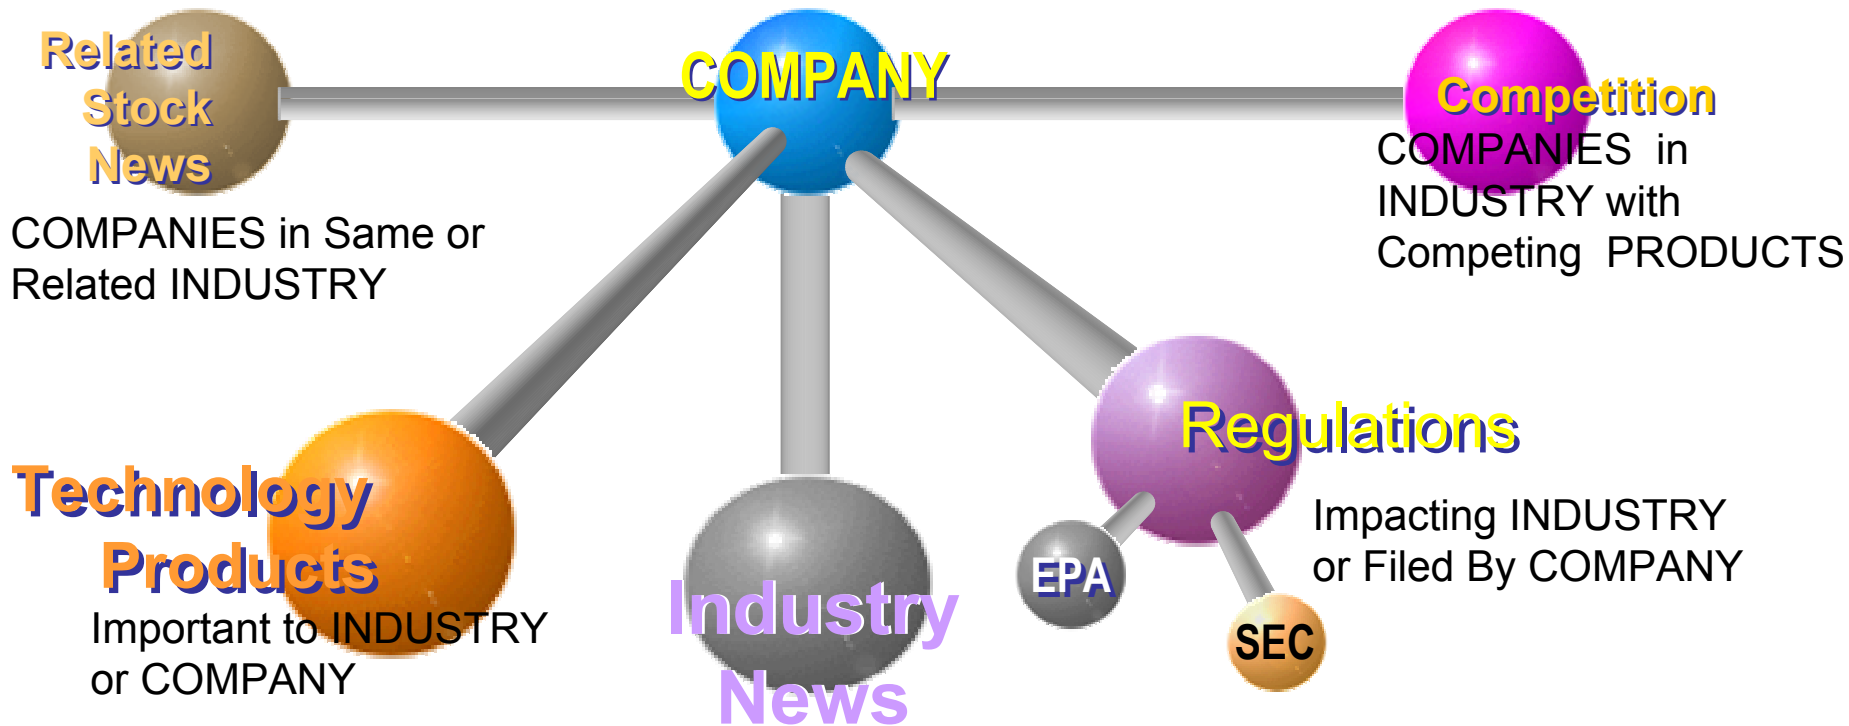 Related
Stock
News
COMPANIES in Same or
Related INDUSTRY
COMPANY
Competition
COMPANIES in
INDUSTRY with
Competing PRODUCTS
Technology
Products
Important to INDUSTRY
or COMPANY
Industry
News
Regulations
Impacting INDUSTRY
or Filed By COMPANY
EPA
SEC